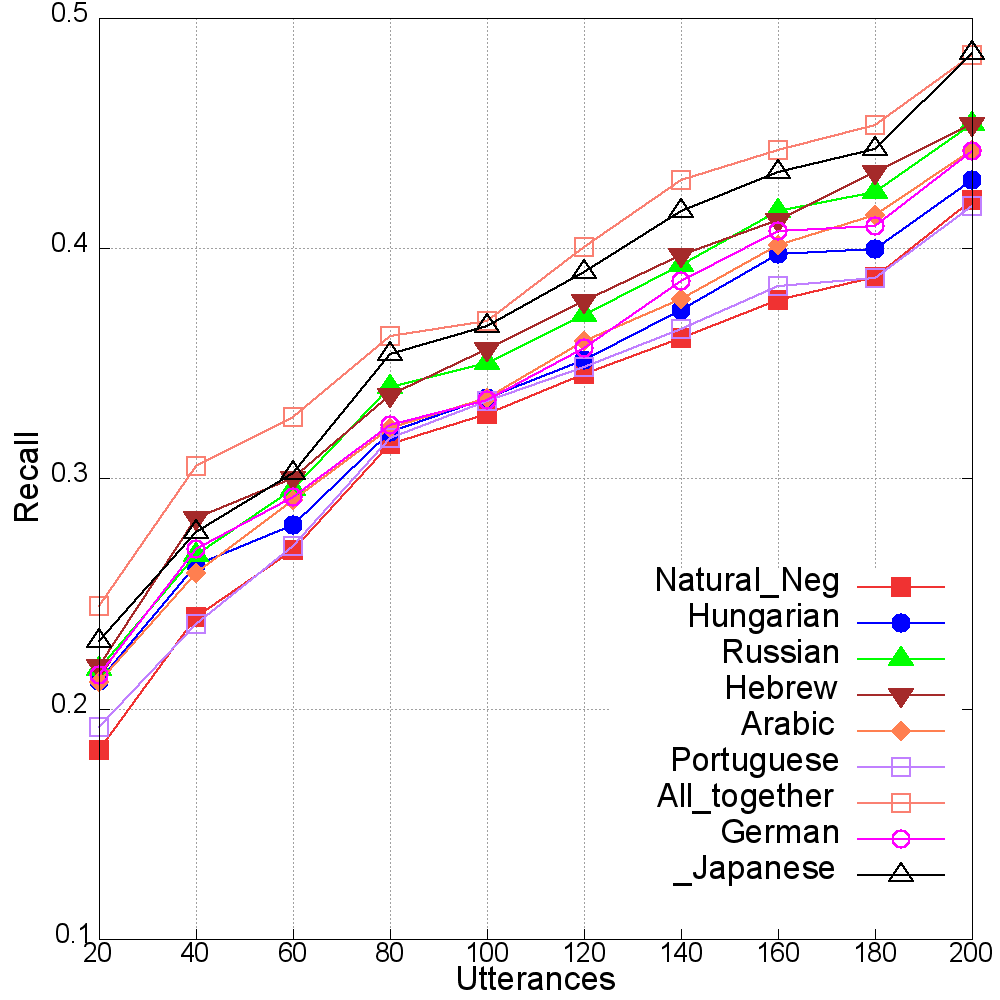 0.5
0.4
0.3
0.2
0.1
Recall
Natural_Neg
Hungarian
Russian
Hebrew
Arabic
Portuguese
All_together
German
_Japanese
20 40 60 80 100 120 140 160 180 200
Utterances